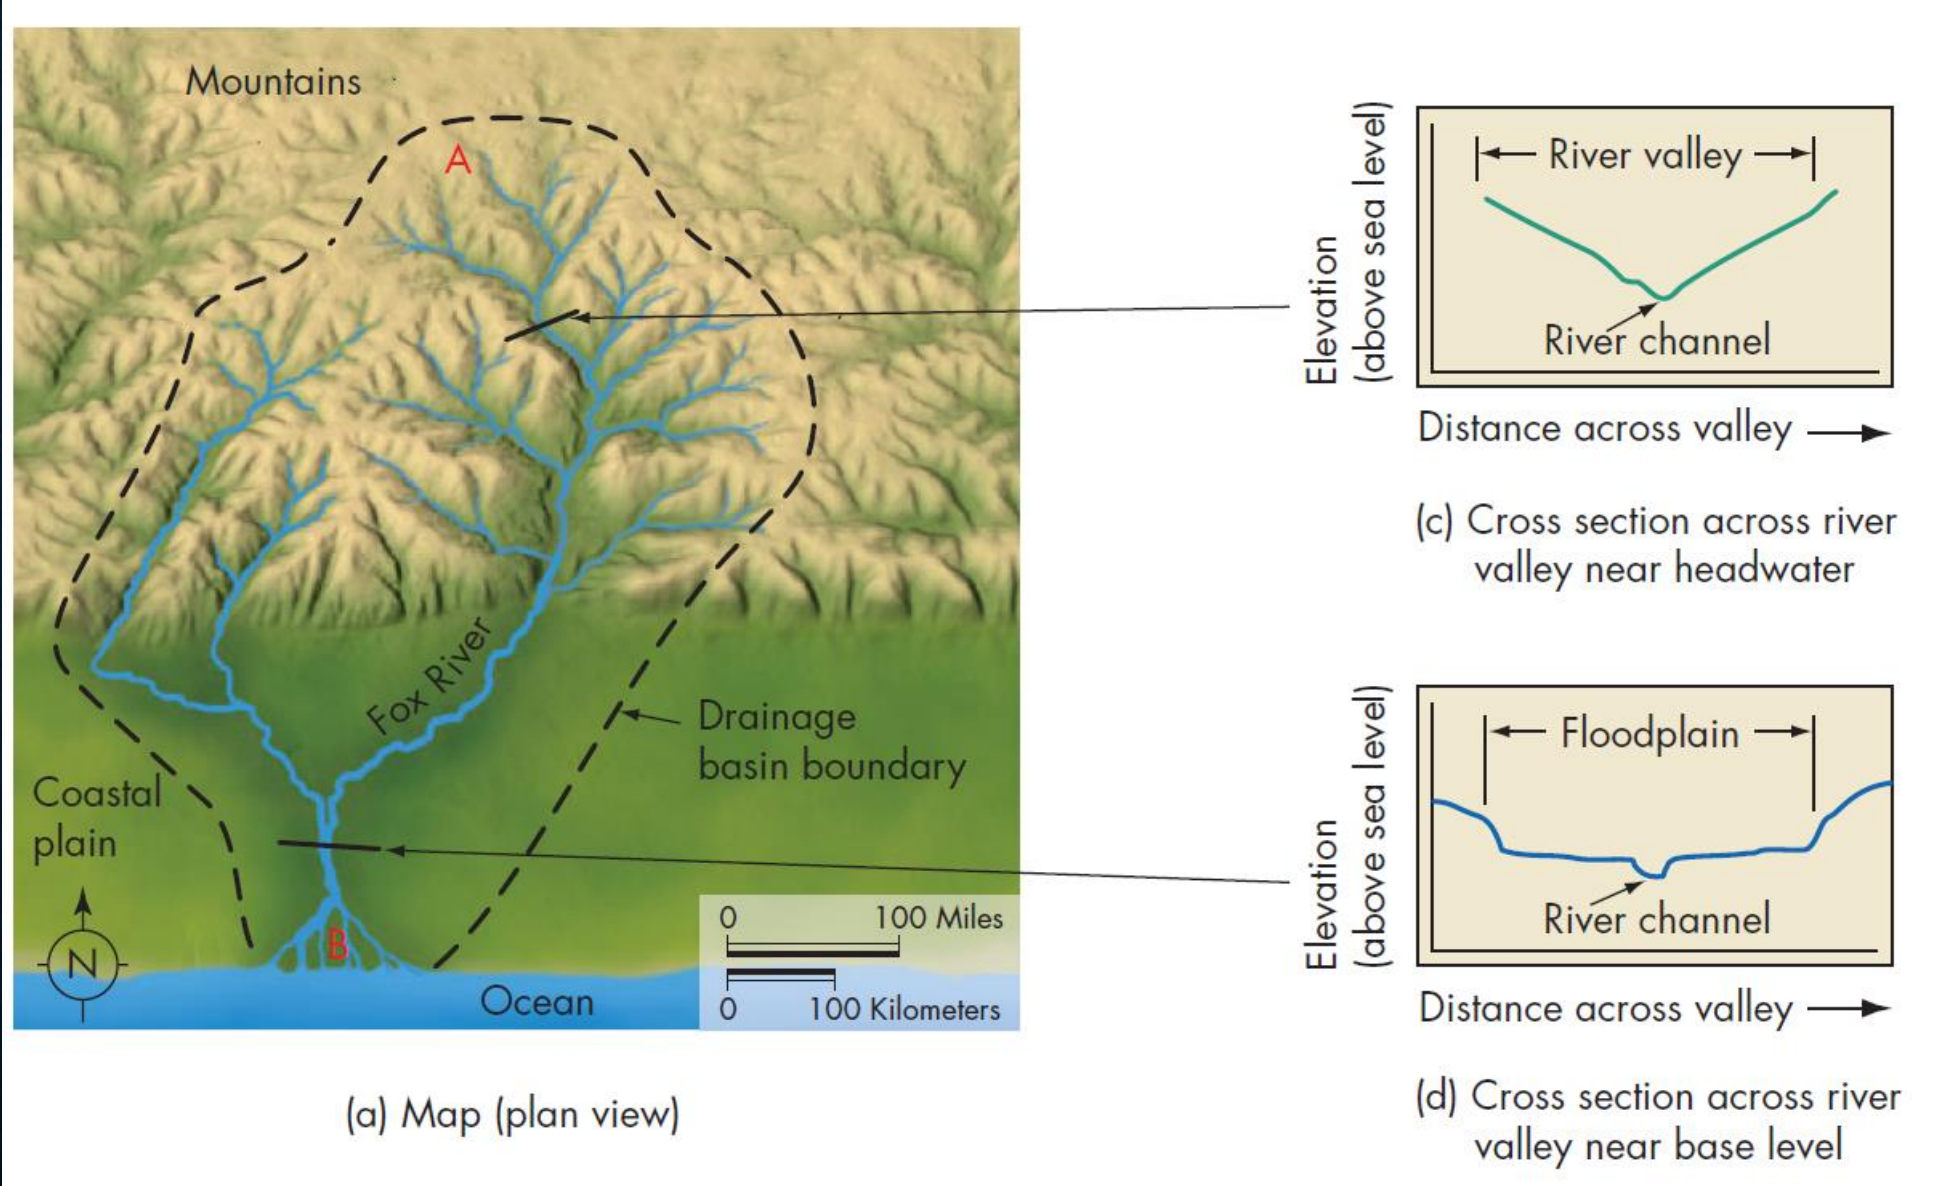 Mountains
A
Fox River
Drainage
basin boundary
Coastal
plain
N
B
Ocean
0 100 Miles
0 100 Kilometers
(a) Map (plan view)
Elevation
(above sea level)
River valley
River channel
Distance across valley
(c) Cross section across river
valley near headwater
Elevation
(above sea level)
Floodplain
River channel
Distance across valley
(d) Cross section across river
valley near base level